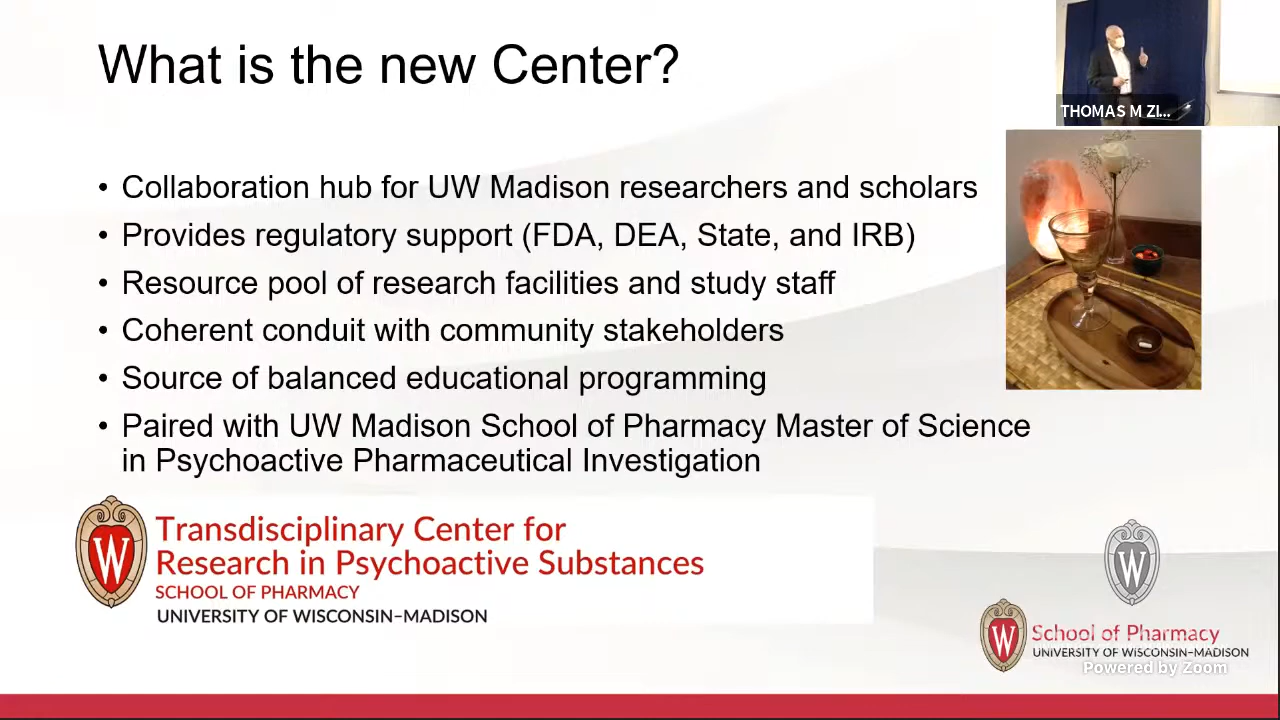 What is the new Center?
THOMAS M ZI...
• Collaboration hub for UW Madison researchers and scholars
• Provides regulatory support (FDA, DEA, State, and IRB)
• Resource pool of research facilities and study staff
• Coherent conduit with community stakeholders
• Source of balanced educational programming
• Paired with UW Madison School of Pharmacy Master of Science
in Psychoactive Pharmaceutical Investigation
W
Transdisciplinary Center for
Research in Psychoactive Substances
SCHOOL OF PHARMACY
UNIVERSITY OF WISCONSIN–MADISON
W
W
School of Pharmacy
UNIVERSITY OF WISCONSIN–MADISON
Powered by Zoom